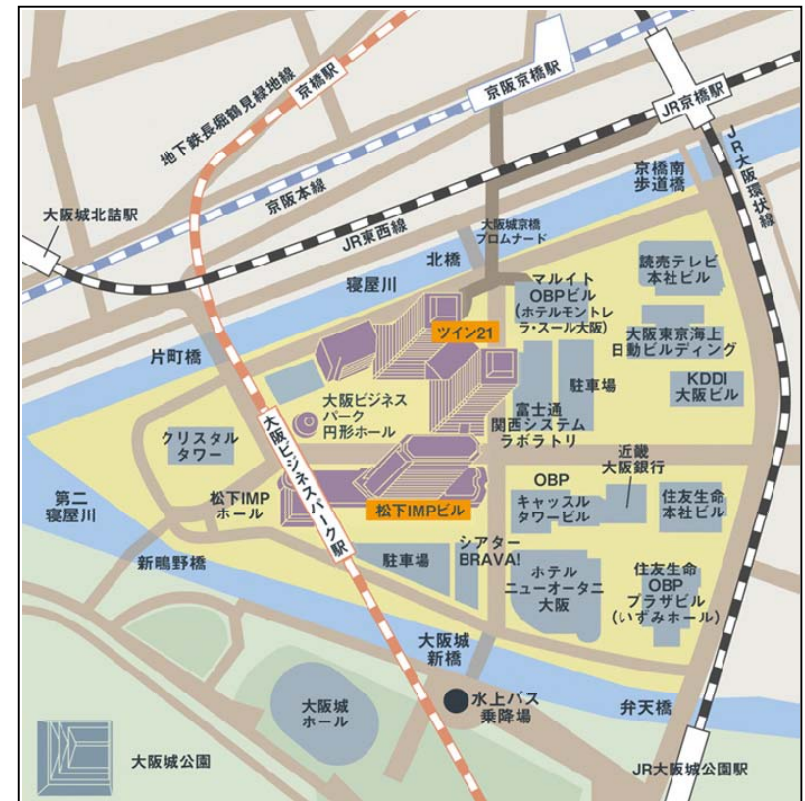 京橋駅
京阪京橋駅
JR京橋駅
地下鉄長堀鶴見緑地線
京阪本線
JR東西線
JR大阪環状線
大阪城北詰駅
京橋南
歩道橋
大阪城京橋
プロムナード
北橋
寝屋川
片町橋
マルイト
OBPビル
(ホテルモントレ
ラ・スール大阪)
読売テレビ
本社ビル
ツイン21
大阪東京海上
日動ビルディング
駐車場
KDDI
大阪ビル
大阪ビジネス
パーク
円形ホール
富士通
関西システム
ラボラトリ
クリスタル
タワー
大阪ビジネスパーク駅
近畿
大阪銀行
OBP
キャッスル
タワービル
住友生命
本社ビル
第二
寝屋川
松下IMP
ホール
松下IMPビル
新鴫野橋
駐車場
シアター
BRAVA!
ホテル
ニューオータニ
大阪
住友生命
OBP
プラザビル
(いずみホール)
大阪城
新橋
大阪城
ホール
水上バス
乗降場
弁天橋
大阪城公園
JR大阪城公園駅